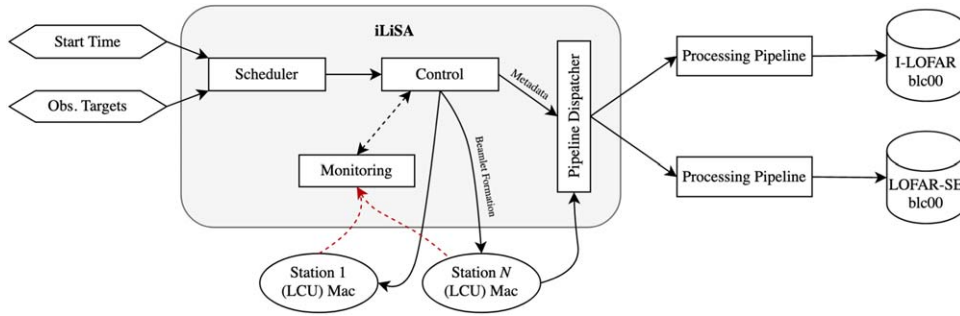 iLiSA
Start Time
Scheduler
Control
Metadata
Pipeline Dispatcher
Processing Pipeline
I-LOFAR
blc00
Obs. Targets
Monitoring
Beamlet Formation
Processing Pipeline
LOFAR-SE
blc00
Station 1
(LCU) Mac
Station N
(LCU) Mac